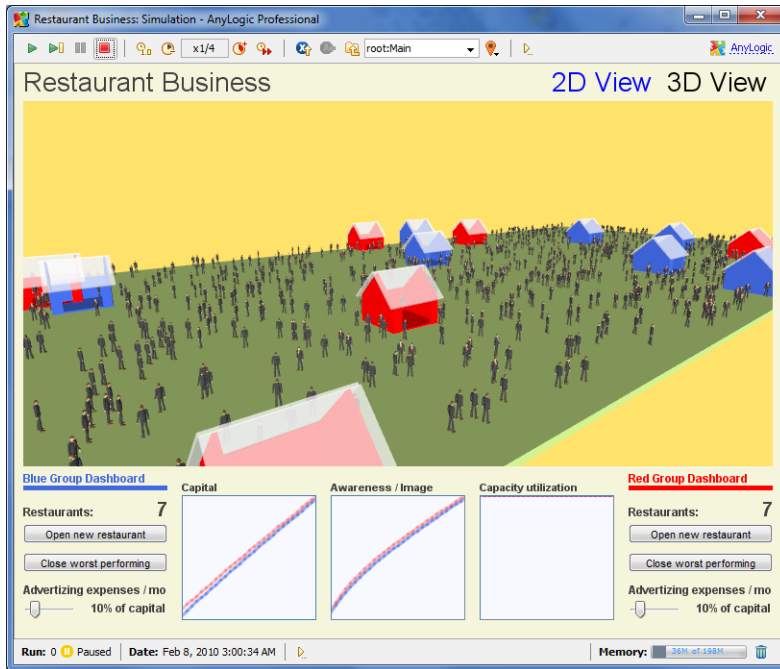 Restaurant Business: Simulation - AnyLogic Professional
x1/4
root:Main
AnyLogic
Restaurant Business
2D View 3D View
Blue Group Dashboard
Restaurants: 7
Open new restaurant
Close worst performing
Advertizing expenses / mo
10% of capital
Capital
Awareness / Image
Capacity utilization
Red Group Dashboard
Restaurants: 7
Open new restaurant
Close worst performing
Advertizing expenses / mo
10% of capital
Run: 0 Paused
Date: Feb 8, 2010 3:00:34 AM
Memory: 36M of 198M